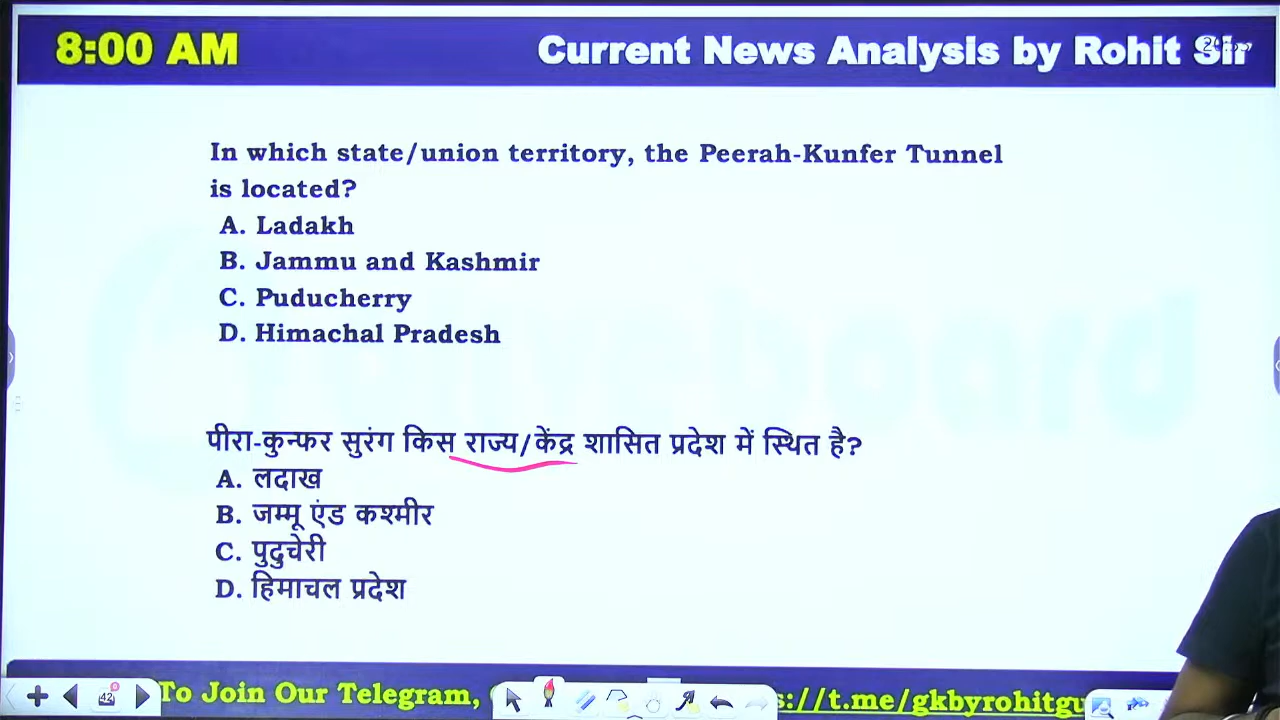 8:00 AM
Current News Analysis by Rohit Sir
In which state/union territory, the Peerah-Kunfer Tunnel
is located?
A. Ladakh
B. Jammu and Kashmir
C. Puducherry
D. Himachal Pradesh
पीरा-कुन्फर सुरंग किस राज्य/केंद्र शासित प्रदेश में स्थित है?
A. लदाख
B. जम्मू एंड कश्मीर
C. पुदुचेरी
D. हिमाचल प्रदेश
42
To Join Our Telegram, s://t.me/gkbyrohitgu